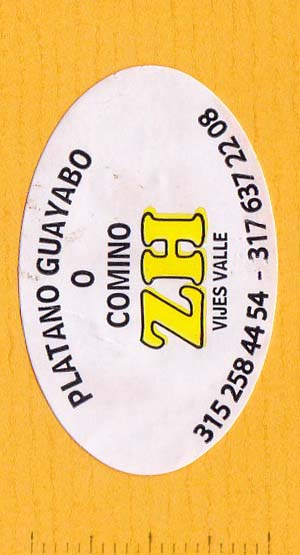 PLATANO GUAYABO
O
COMINO
ZH
VIJES VALLE
315 258 44 54 - 317 637 22 08